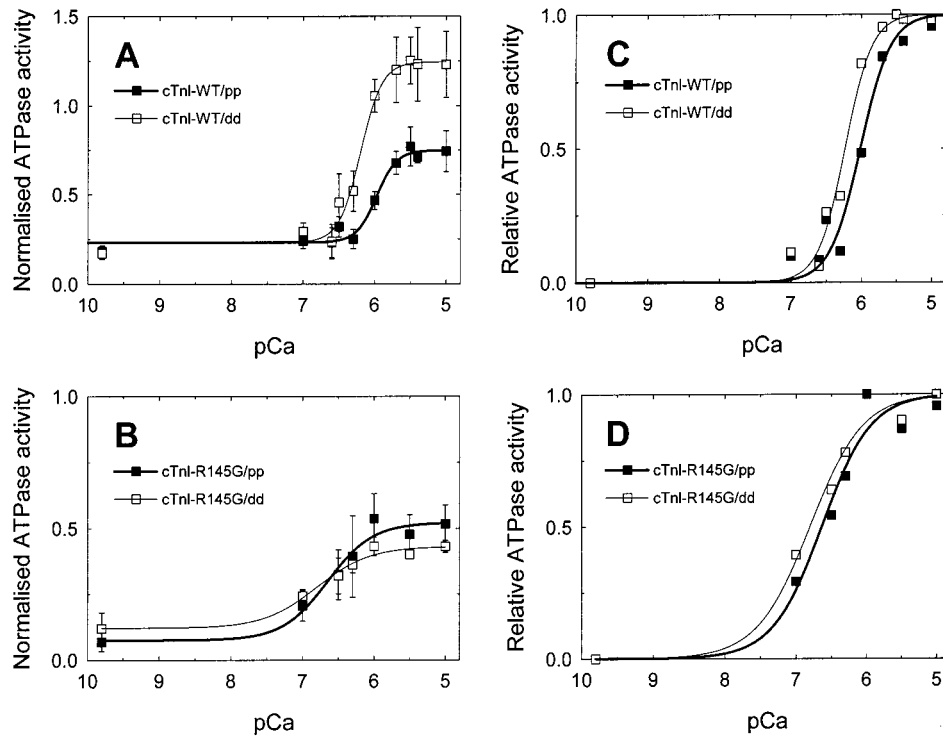 A
Normalised ATPase activity
1.5
1.0
0.5
0.0
cTnI-WT/pp
cTnI-WT/dd
10 9 8 7 6 5
pCa
C
Relative ATPase activity
1.0
0.5
0.0
cTnI-WT/pp
cTnI-WT/dd
10 9 8 7 6 5
pCa
B
Normalised ATPase activity
1.0
0.5
0.0
cTnI-R145G/pp
cTnI-R145G/dd
10 9 8 7 6 5
pCa
D
Relative ATPase activity
1.0
0.5
0.0
cTnI-R145G/pp
cTnI-R145G/dd
10 9 8 7 6 5
pCa